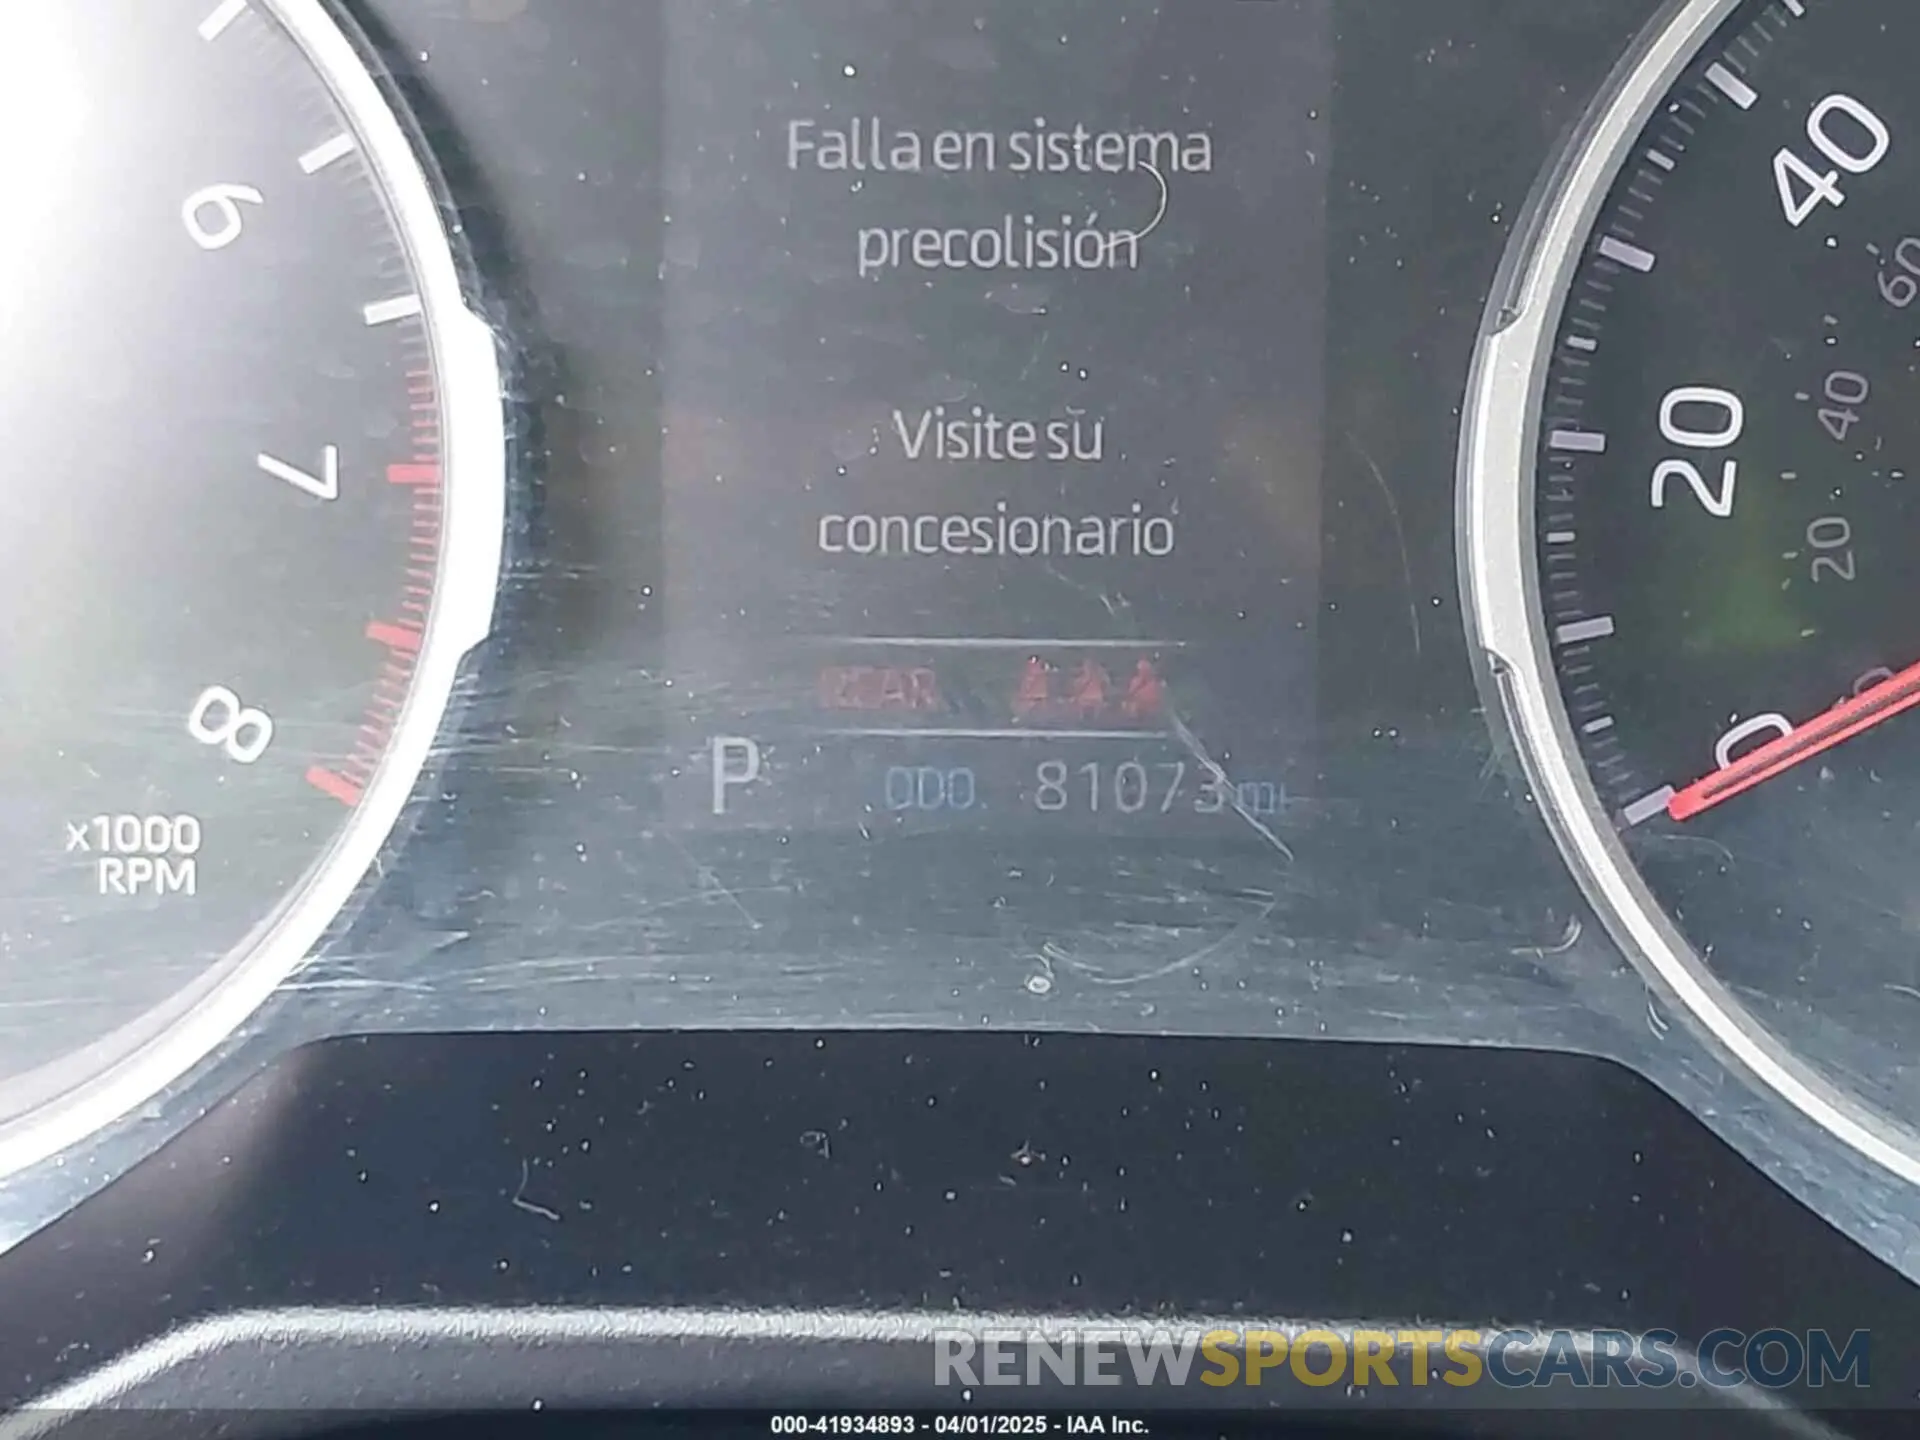 Falla en sistema
precolisión
Visite su
concesionario
REAR
P ODO 81073 mi
6
7
8
x1000
RPM
40
20
0
60
40
20
RENEWSPORTSCARS.COM
000-41934893 - 04/01/2025 - IAA Inc.